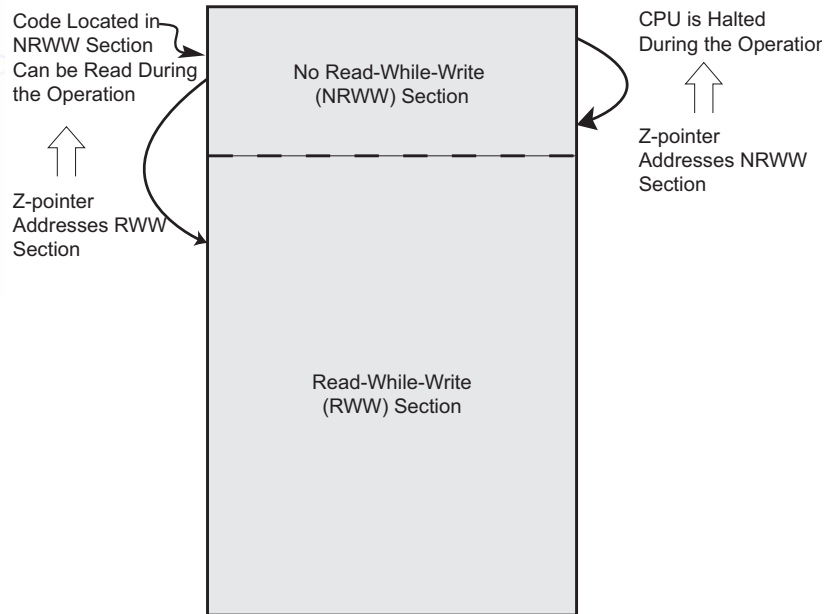 Code Located in
NRWW Section
Can be Read During
the Operation
Z-pointer
Addresses RWW
Section
No Read-While-Write
(NRWW) Section
Read-While-Write
(RWW) Section
CPU is Halted
During the Operation
Z-pointer
Addresses NRWW
Section